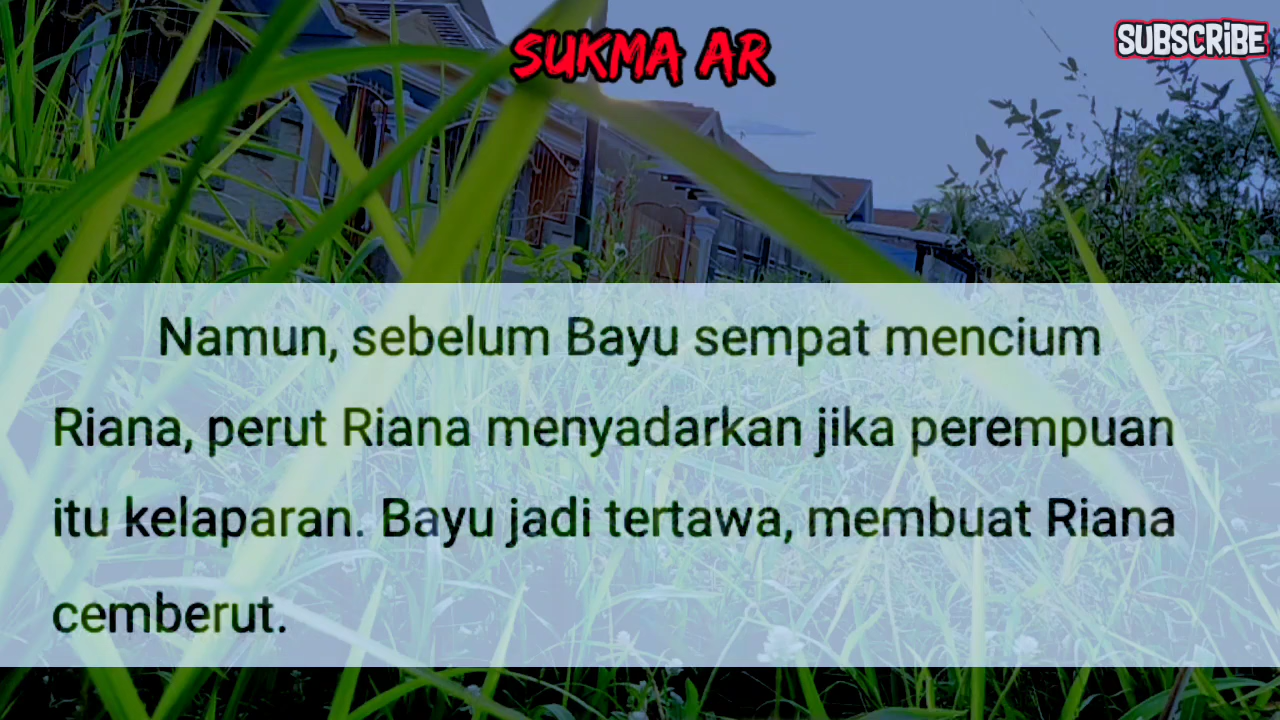 SUKMA AR
SUBSCRiBE
Namun, sebelum Bayu sempat mencium
Riana, perut Riana menyadarkan jika perempuan
itu kelaparan. Bayu jadi tertawa, membuat Riana
cemberut.